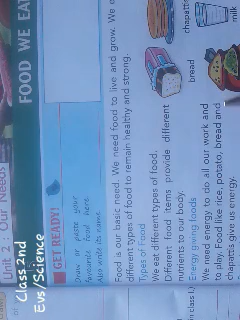 Unit 2 : Our Needs
FOOD WE EAT
Class 2nd
Evs/Science
GET READY!
Draw or paste your
favourite food here.
Also write its name.
Food is our basic need. We need food to live and grow. We e
different types of food to remain healthy and strong.
Types of Food
We eat different types of food.
different food items provide different
nutrients to our body.
Energy giving foods
We need energy to do all our work and
to play. Food like rice, potato, bread and
chapattis give us energy.
bread
chapattis
milk
in class I.)